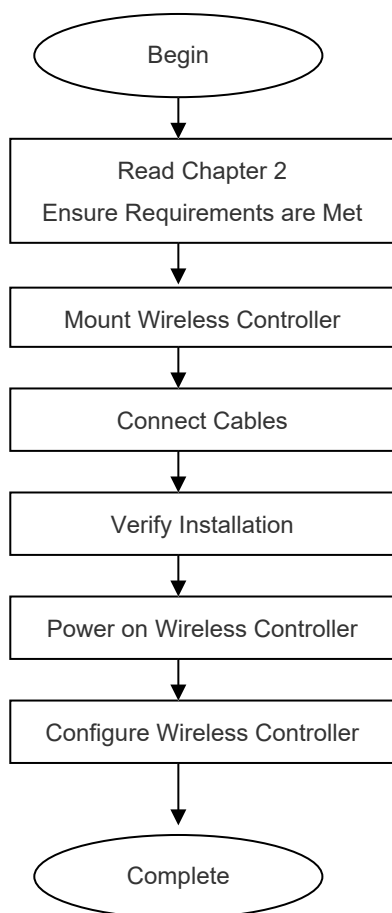 Begin
Read Chapter 2
Ensure Requirements are Met
Mount Wireless Controller
Connect Cables
Verify Installation
Power on Wireless Controller
Configure Wireless Controller
Complete